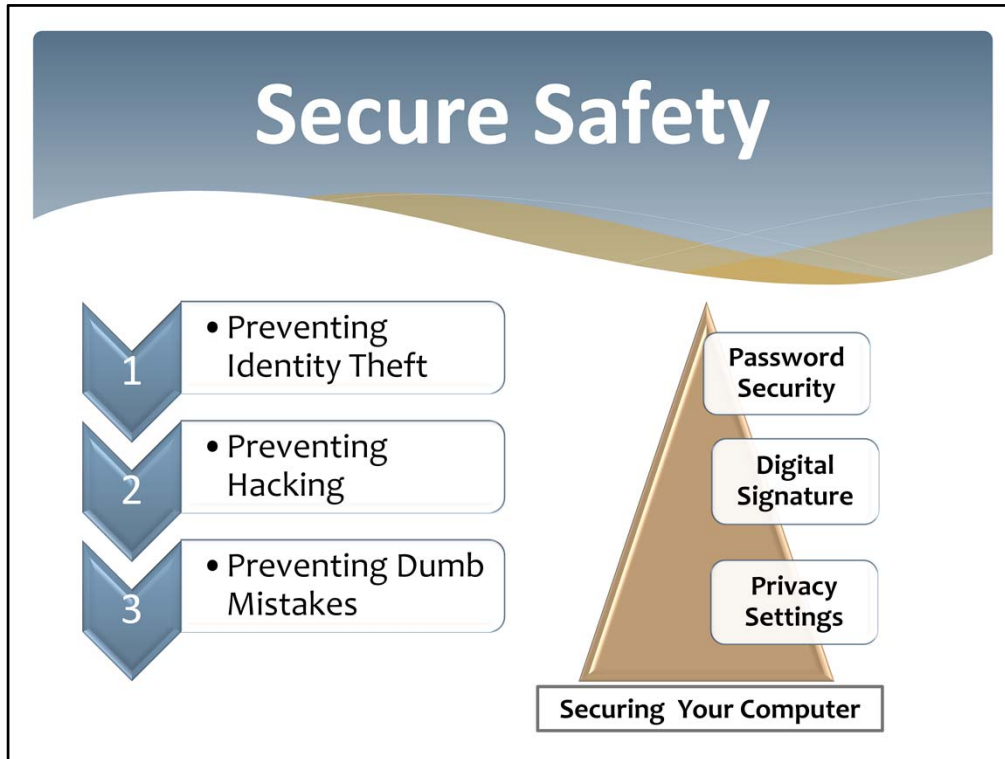 Secure Safety
1
• Preventing
Identity Theft
2
• Preventing
Hacking
3
• Preventing Dumb
Mistakes
Password
Security
Digital
Signature
Privacy
Settings
Securing  Your Computer